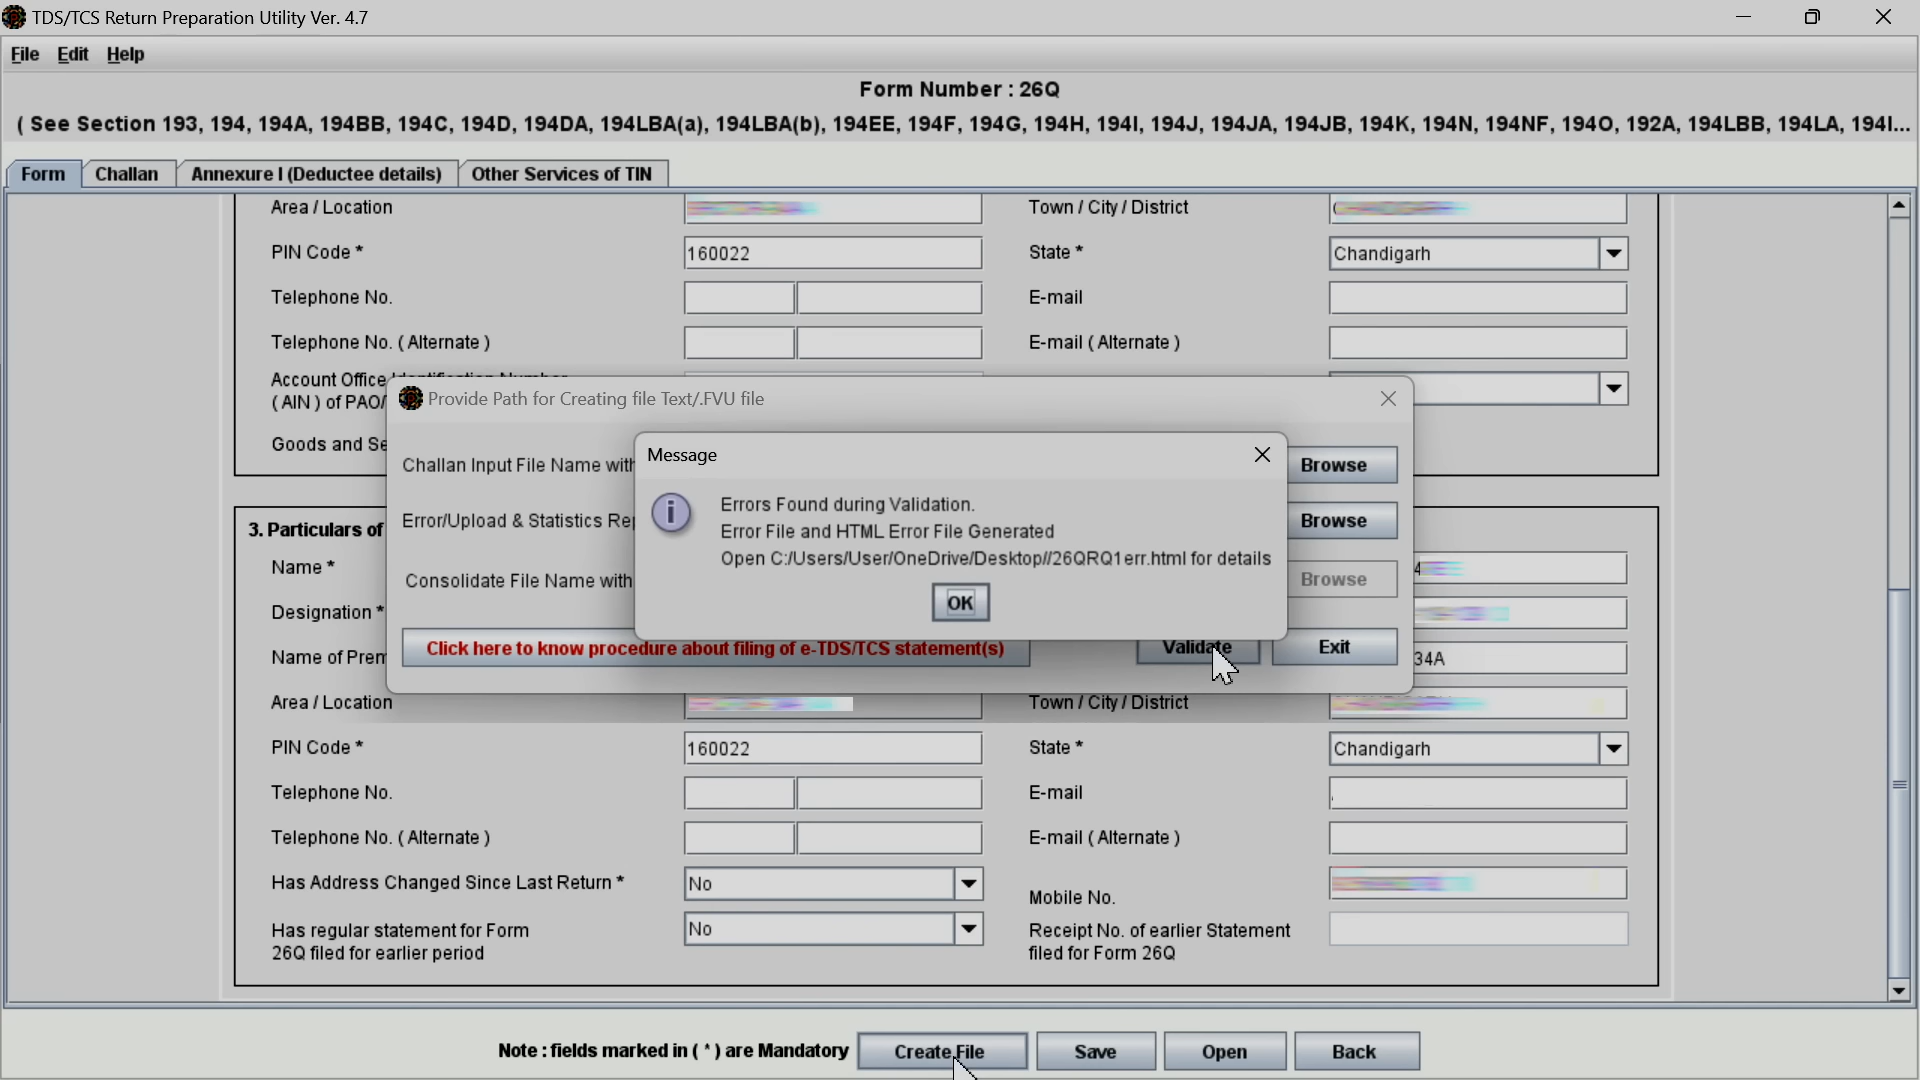 TDS/TCS Return Preparation Utility Ver. 4.7
File Edit Help
Form Number : 26Q
( See Section 193, 194, 194A, 194BB, 194C, 194D, 194DA, 194LBA(a), 194LBA(b), 194EE, 194F, 194G, 194H, 194I, 194J, 194JA, 194JB, 194K, 194N, 194NF, 194O, 192A, 194LBB, 194LA, 194I...
Form Challan Annexure I (Deductee details) Other Services of TIN
Area / Location Town / City / District
PIN Code * 160022 State * Chandigarh
Telephone No. E-mail
Telephone No. ( Alternate ) E-mail ( Alternate )
Account Office
( AIN ) of PAO/
Goods and Se
Provide Path for Creating file Text/.FVU file
Challan Input File Name with Browse
Error/Upload & Statistics Rep Browse
Consolidate File Name with Browse
Click here to know procedure about filing of e-TDS/TCS statement(s) Validate Exit
Message
Errors Found during Validation.
Error File and HTML Error File Generated
Open C:/Users/User/OneDrive/Desktop//26QRQ1err.html for details
OK
3. Particulars of
Name *
Designation *
Name of Prem 34A
Area / Location Town / City / District
PIN Code * 160022 State * Chandigarh
Telephone No. E-mail
Telephone No. ( Alternate ) E-mail ( Alternate )
Has Address Changed Since Last Return * No Mobile No.
Has regular statement for Form No Receipt No. of earlier Statement
26Q filed for earlier period filed for Form 26Q
Note : fields marked in ( * ) are Mandatory Create File Save Open Back